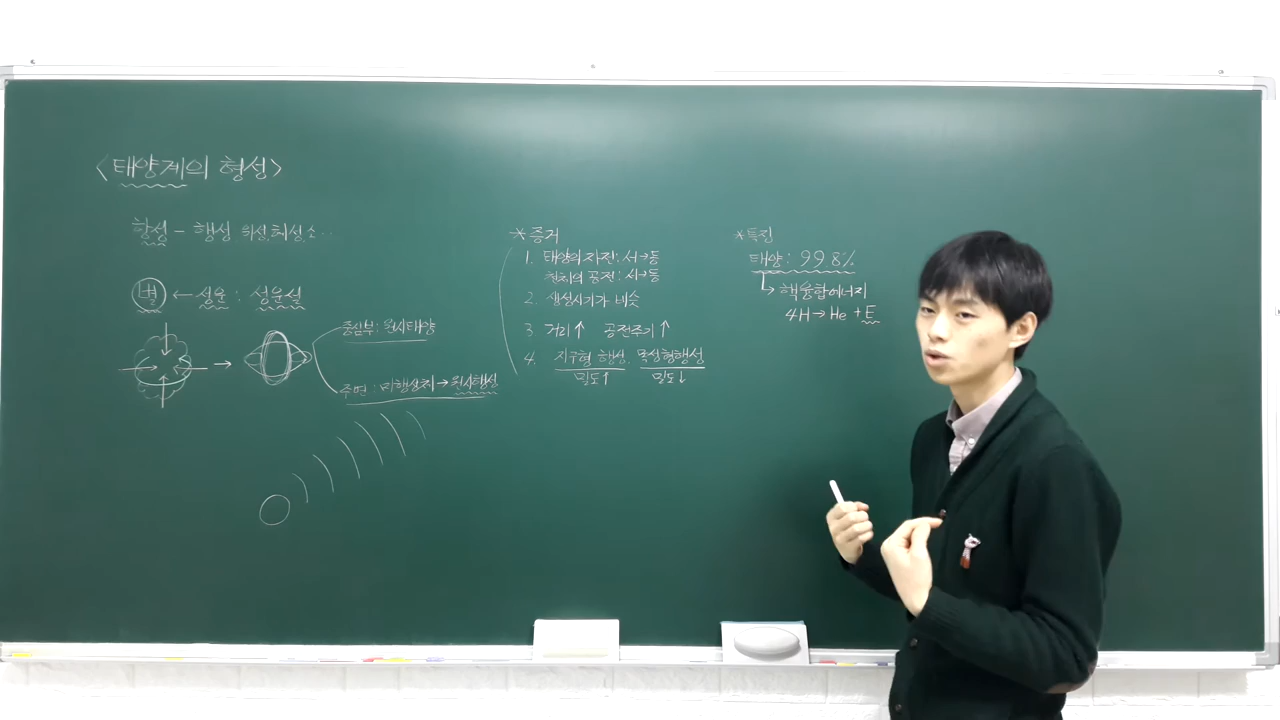 <태양계의 형성>
항성 - 행성 위성, 혜성, 소...
별 ← 성운 : 성운설
중심부 : 원시태양
주변 : 미행성체 → 원시행성
* 증거
1. 태양의 자전 : 서→동
천체의 공전 : 서→동
2. 생성시기가 비슷
3 거리↑ 공전주기↑
4. 지구형 행성, 목성형행성
밀도↑ 밀도↓
* 특징
태양 : 99.8%
↳ 핵융합에너지
4H → He + E